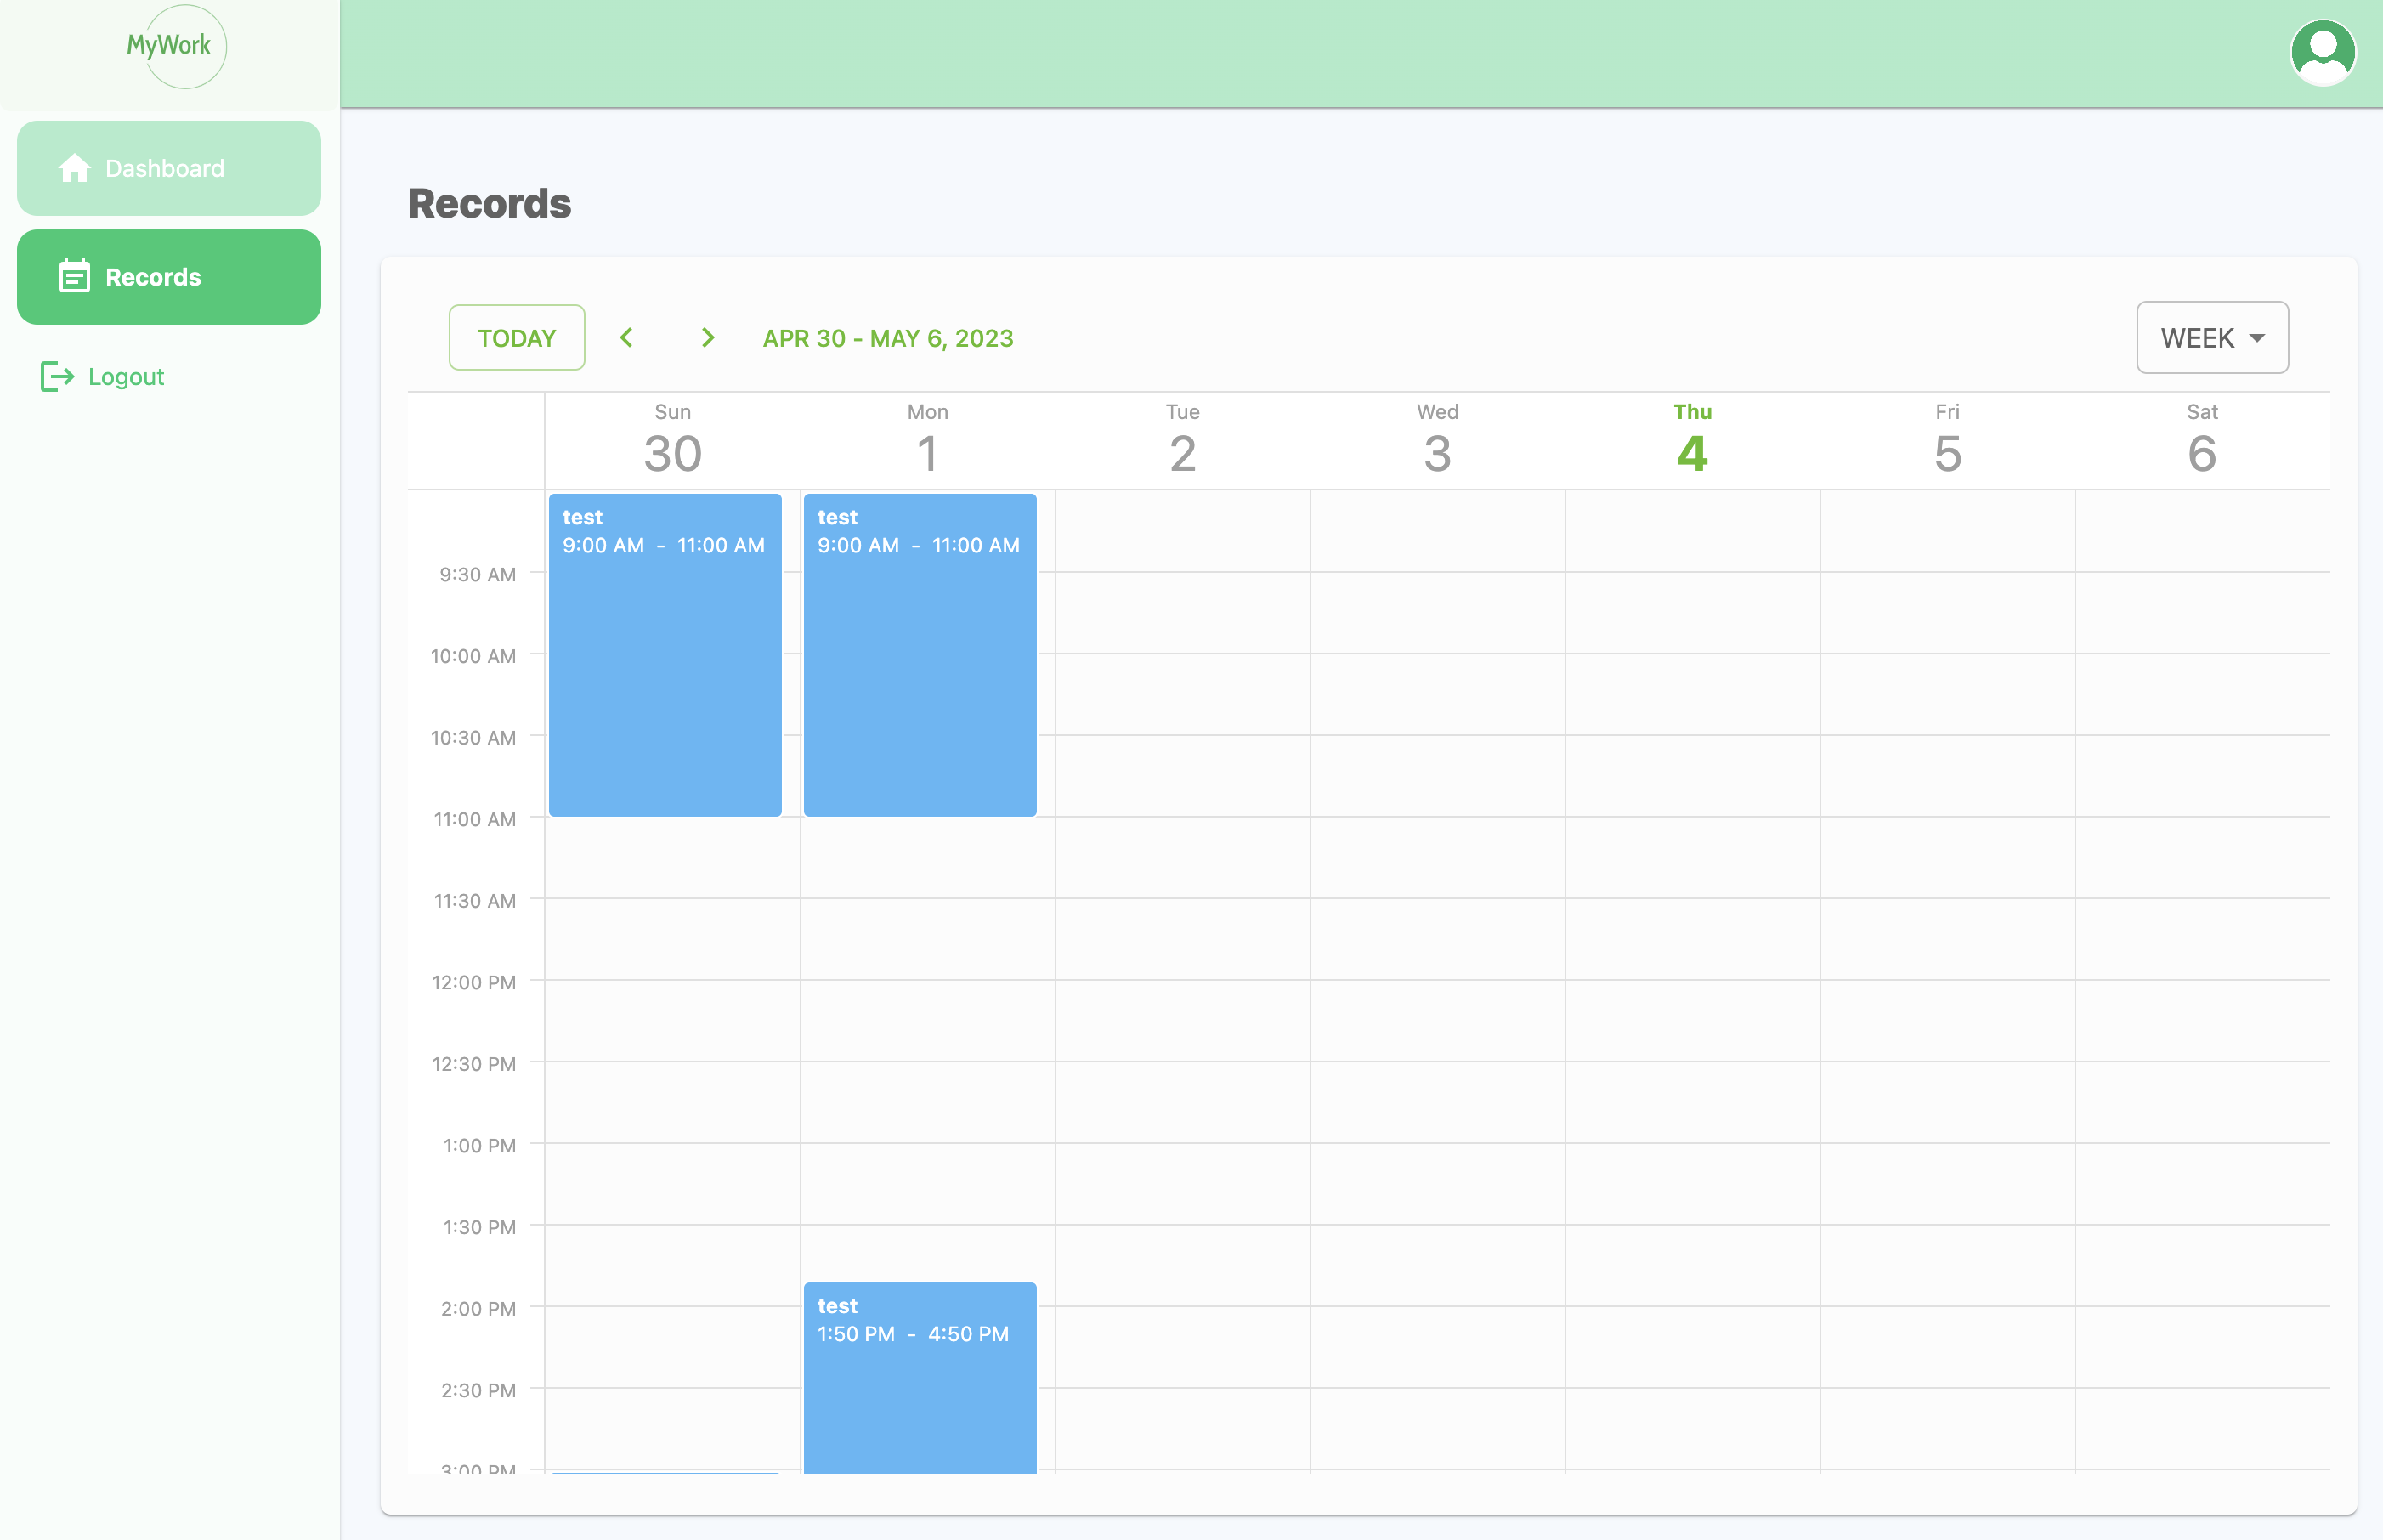 MyWork
Dashboard
Records
Logout
Records
TODAY
APR 30 - MAY 6, 2023
WEEK
Sun Mon Tue Wed Thu Fri Sat
30 1 2 3 4 5 6
test test
9:00 AM - 11:00 AM 9:00 AM - 11:00 AM
9:30 AM
10:00 AM
10:30 AM
11:00 AM
11:30 AM
12:00 PM
12:30 PM
1:00 PM
1:30 PM
test
2:00 PM
1:50 PM - 4:50 PM
2:30 PM
3:00 PM